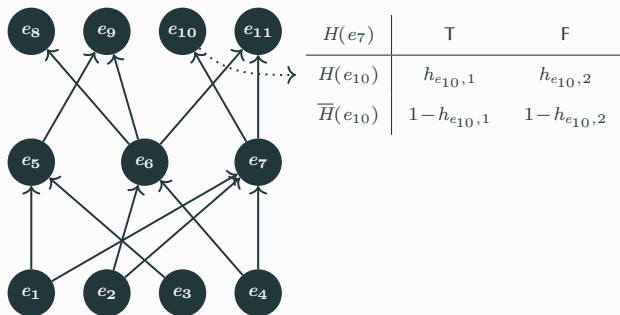 e₈ e₉ e₁₀ e₁₁
H(e₇) T F
H(e₁₀) h_{e₁₀,1} h_{e₁₀,2}
H̅(e₁₀) 1−h_{e₁₀,1} 1−h_{e₁₀,2}
e₅ e₆ e₇
e₁ e₂ e₃ e₄